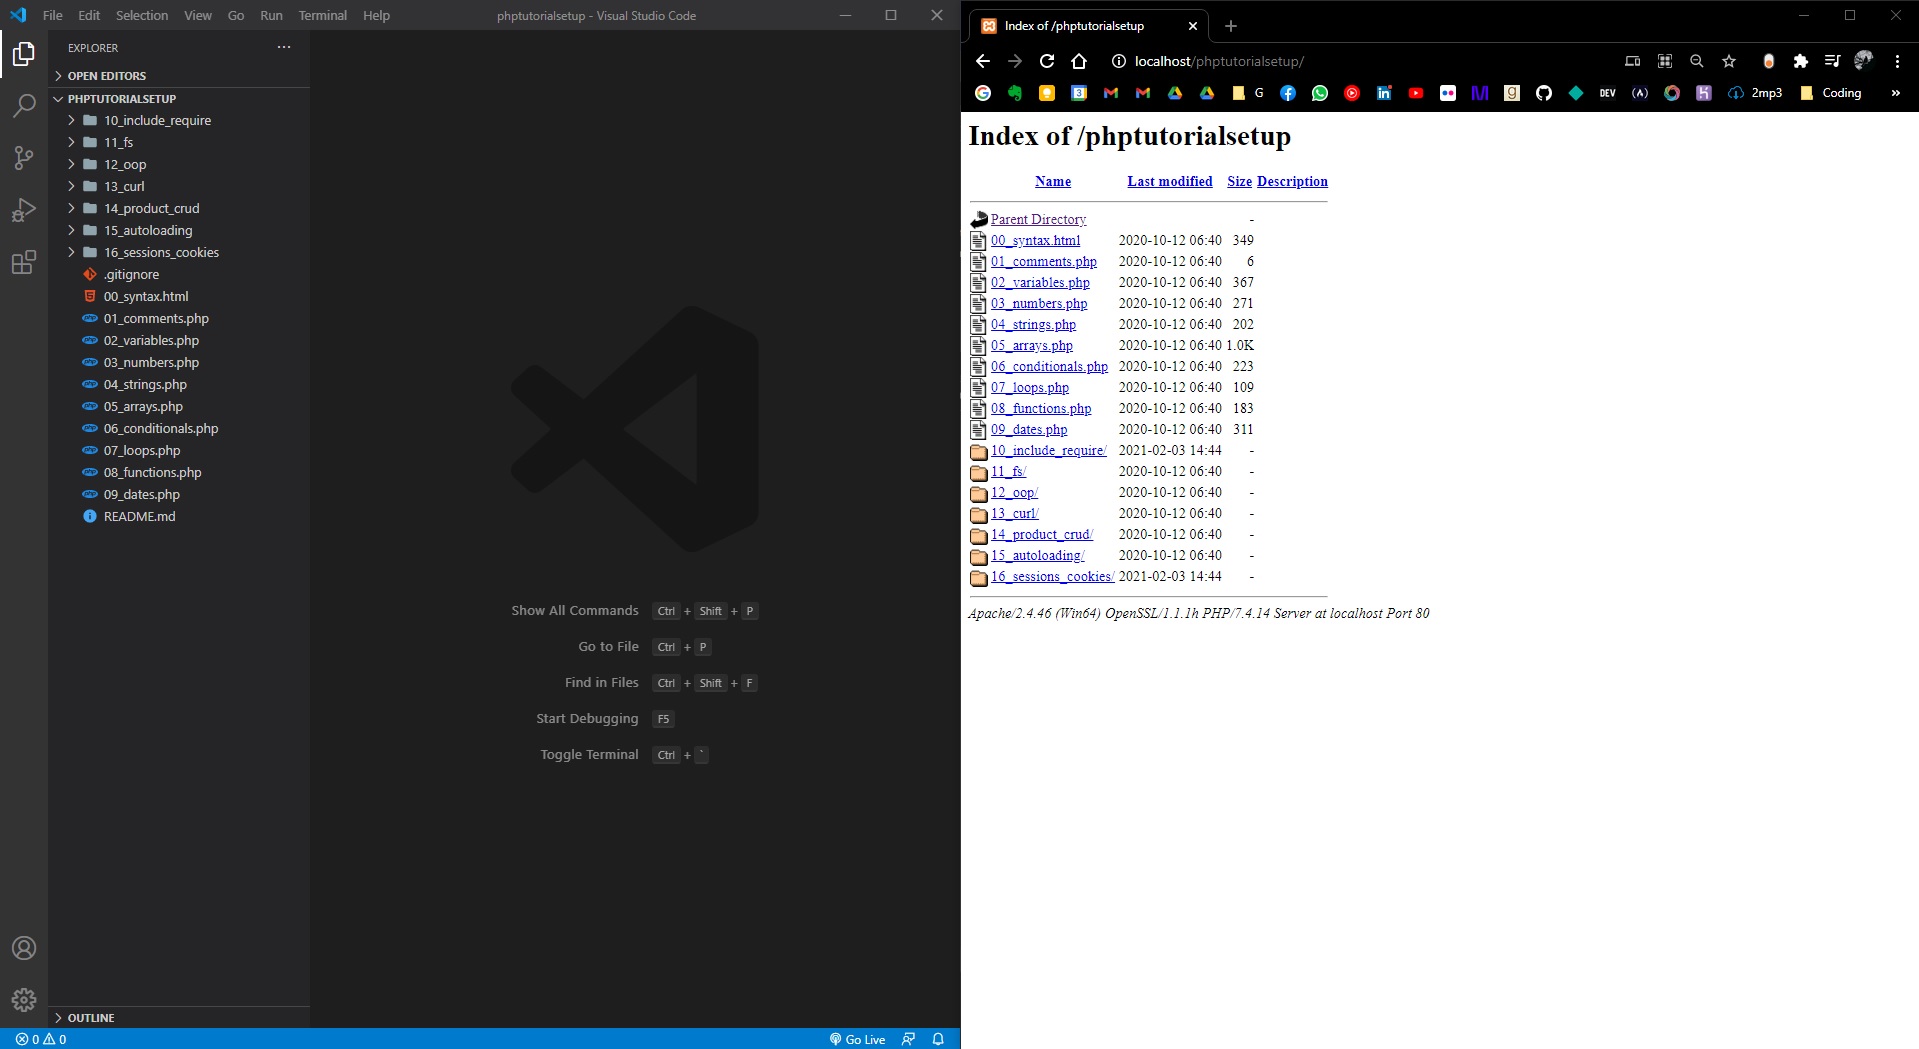 File Edit Selection View Go Run Terminal Help
phptutorialsetup - Visual Studio Code
EXPLORER
OPEN EDITORS
PHPTUTORIALSETUP
10_include_require
11_fs
12_oop
13_curl
14_product_crud
15_autoloading
16_sessions_cookies
.gitignore
00_syntax.html
01_comments.php
02_variables.php
03_numbers.php
04_strings.php
05_arrays.php
06_conditionals.php
07_loops.php
08_functions.php
09_dates.php
README.md
Show All Commands Ctrl + Shift + P
Go to File Ctrl + P
Find in Files Ctrl + Shift + F
Start Debugging F5
Toggle Terminal Ctrl + `
OUTLINE
0 0 Go Live
Index of /phptutorialsetup
localhost/phptutorialsetup/
G DEV 2mp3 Coding »
Index of /phptutorialsetup
Name Last modified Size Description
Parent Directory -
00_syntax.html 2020-10-12 06:40 349
01_comments.php 2020-10-12 06:40 6
02_variables.php 2020-10-12 06:40 367
03_numbers.php 2020-10-12 06:40 271
04_strings.php 2020-10-12 06:40 202
05_arrays.php 2020-10-12 06:40 1.0K
06_conditionals.php 2020-10-12 06:40 223
07_loops.php 2020-10-12 06:40 109
08_functions.php 2020-10-12 06:40 183
09_dates.php 2020-10-12 06:40 311
10_include_require/ 2021-02-03 14:44 -
11_fs/ 2020-10-12 06:40 -
12_oop/ 2020-10-12 06:40 -
13_curl/ 2020-10-12 06:40 -
14_product_crud/ 2020-10-12 06:40 -
15_autoloading/ 2020-10-12 06:40 -
16_sessions_cookies/ 2021-02-03 14:44 -
Apache/2.4.46 (Win64) OpenSSL/1.1.1h PHP/7.4.14 Server at localhost Port 80